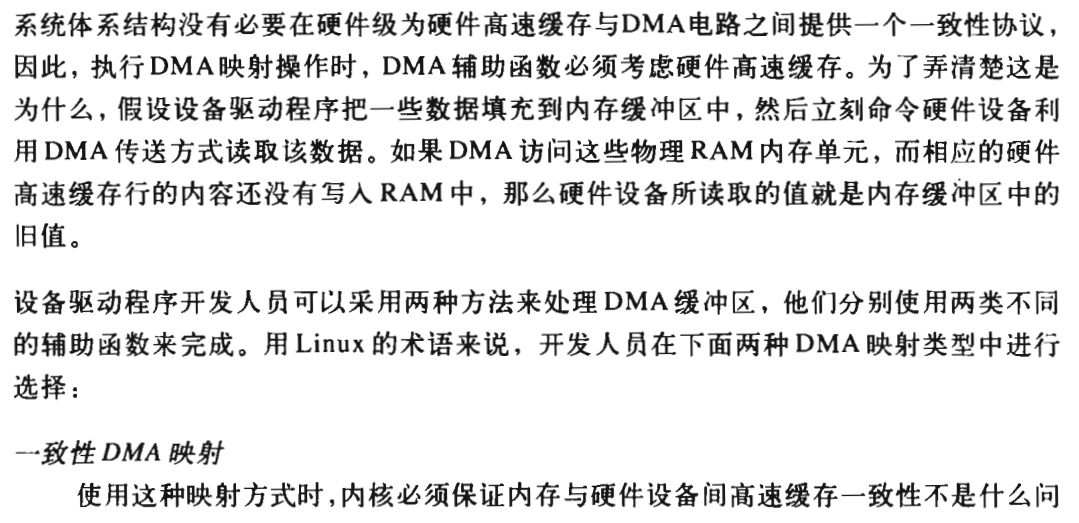 系统体系结构没有必要在硬件级为硬件高速缓存与DMA电路之间提供一个一致性协议，
因此，执行DMA映射操作时，DMA辅助函数必须考虑硬件高速缓存。为了弄清楚这是
为什么，假设设备驱动程序把一些数据填充到内存缓冲区中，然后立刻命令硬件设备利
用DMA传送方式读取该数据。如果DMA访问这些物理RAM内存单元，而相应的硬件
高速缓存行的内容还没有写入RAM中，那么硬件设备所读取的值就是内存缓冲区中的
旧值。
设备驱动程序开发人员可以采用两种方法来处理DMA缓冲区，他们分别使用两类不同
的辅助函数来完成。用Linux的术语来说，开发人员在下面两种DMA映射类型中进行
选择：
一致性DMA映射
使用这种映射方式时，内核必须保证内存与硬件设备间高速缓存一致性不是什么问